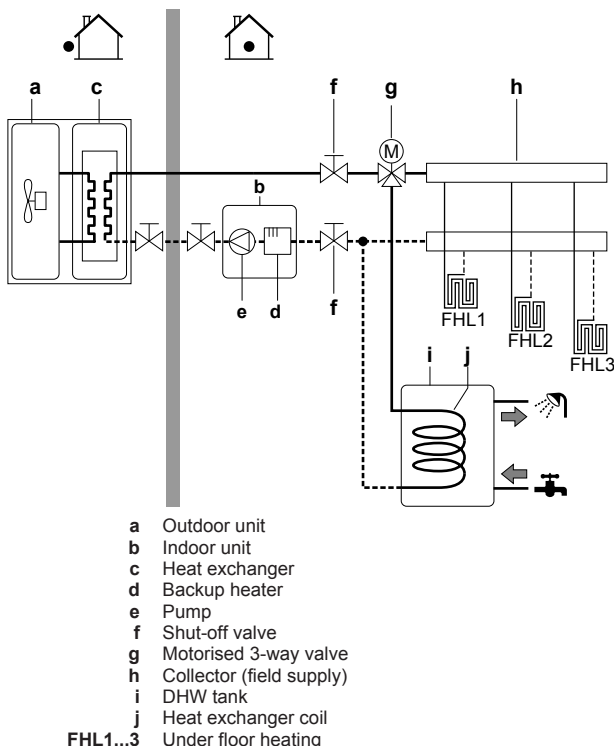 a
c
f
g
h
M
b
e
d
f
FHL1
FHL2
FHL3
i
j
a Outdoor unit
b Indoor unit
c Heat exchanger
d Backup heater
e Pump
f Shut-off valve
g Motorised 3-way valve
h Collector (field supply)
i DHW tank
j Heat exchanger coil
FHL1...3 Under floor heating